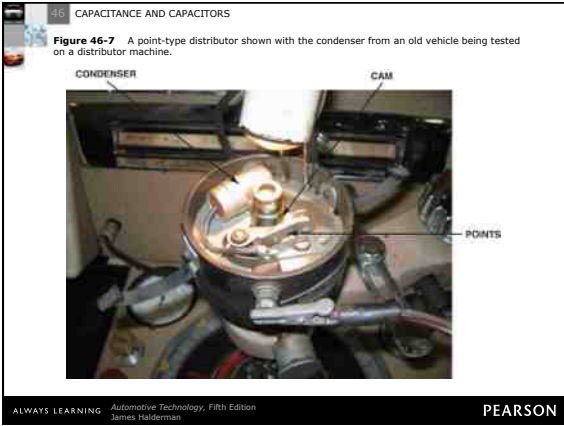 46 CAPACITANCE AND CAPACITORS
Figure 46-7 A point-type distributor shown with the condenser from an old vehicle being tested
on a distributor machine.
CONDENSER
CAM
POINTS
ALWAYS LEARNING
Automotive Technology, Fifth Edition
James Halderman
PEARSON